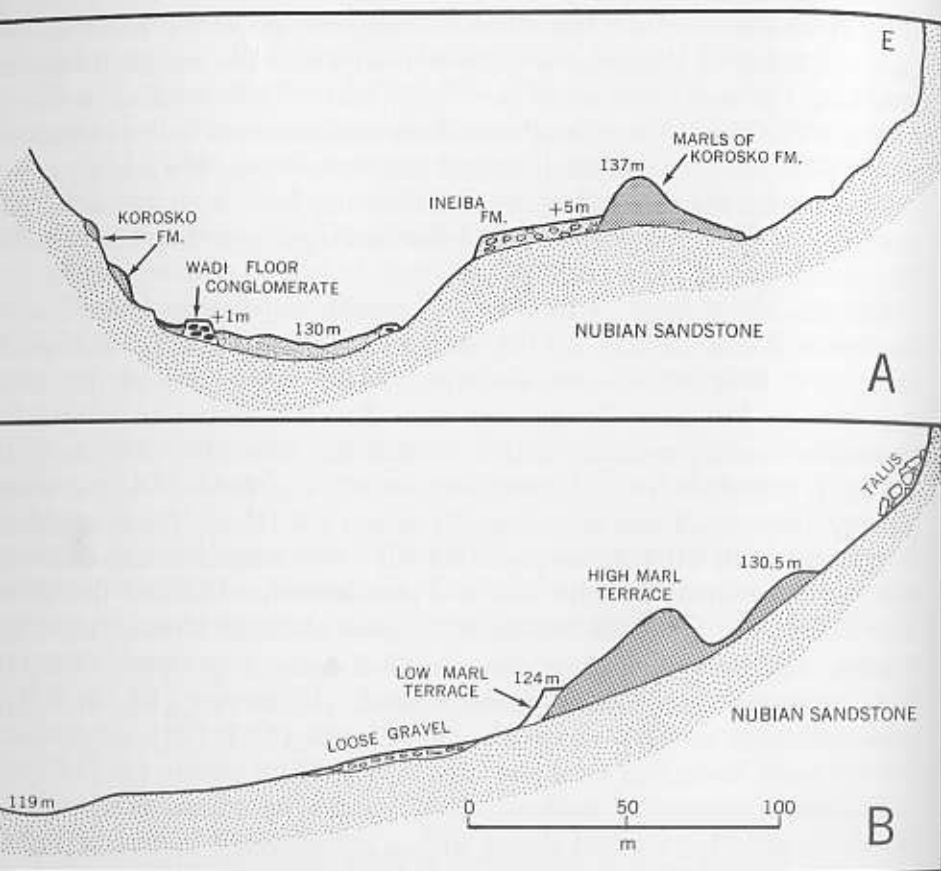 E
MARLS OF
KOROSKO FM.
137m
INEIBA
FM.
+5m
KOROSKO
FM.
WADI FLOOR
CONGLOMERATE
+1m
130m
NUBIAN SANDSTONE
A
TALUS
130.5m
HIGH MARL
TERRACE
LOW MARL
TERRACE
124m
NUBIAN SANDSTONE
LOOSE GRAVEL
119m
0 50 100
m
B